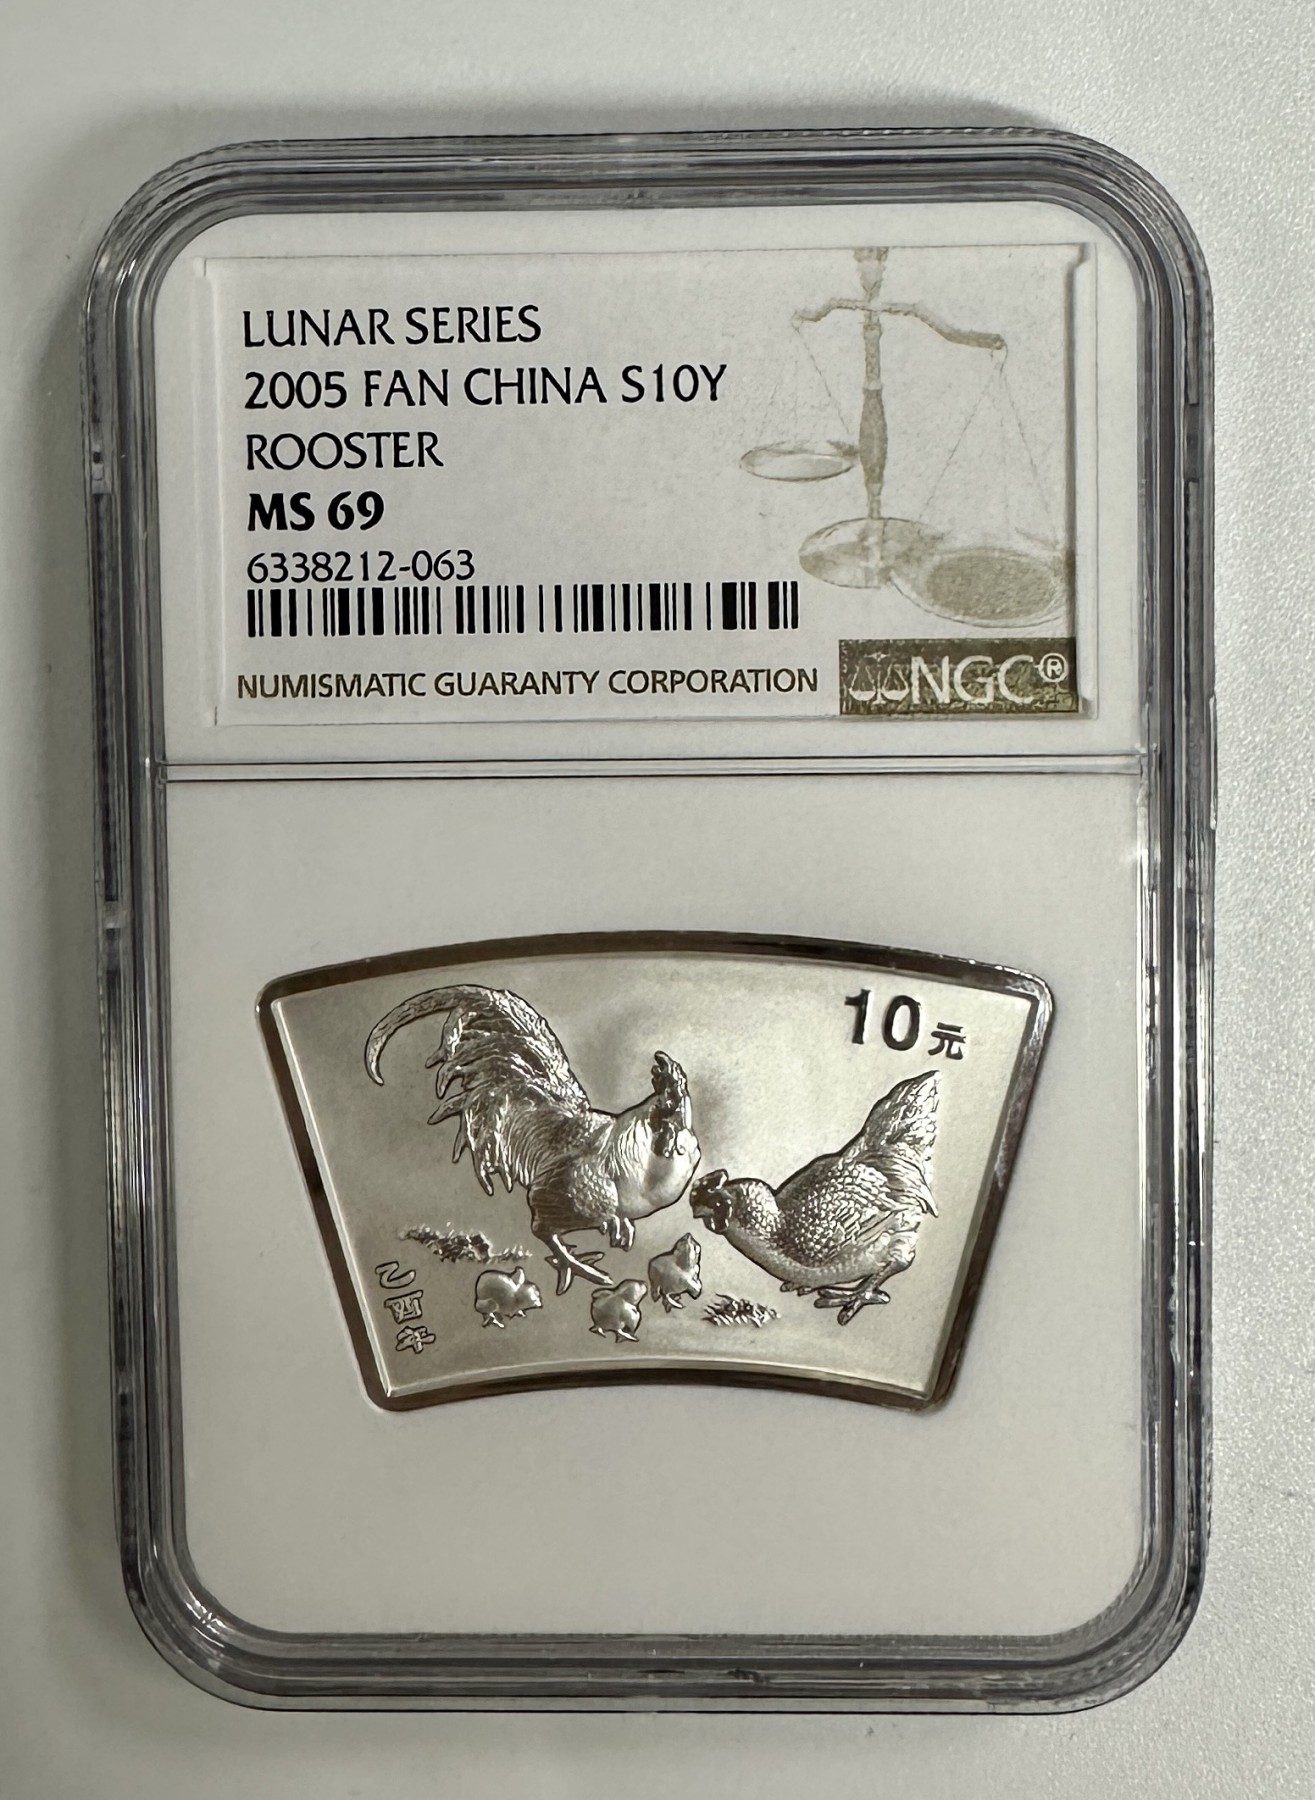 LUNAR SERIES
2005 FAN CHINA S10Y
ROOSTER
MS 69
6338212-063
NUMISMATIC GUARANTY CORPORATION
NGC®
10元
乙酉年